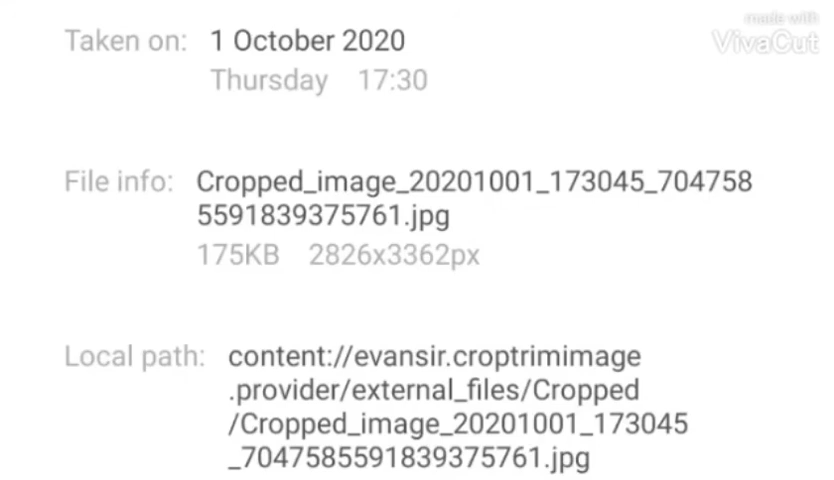 made with
VivaCut
Taken on: 1 October 2020
Thursday 17:30
File info: Cropped_image_20201001_173045_704758
5591839375761.jpg
175KB 2826x3362px
Local path: content://evansir.croptrimimage
.provider/external_files/Cropped
/Cropped_image_20201001_173045
_7047585591839375761.jpg